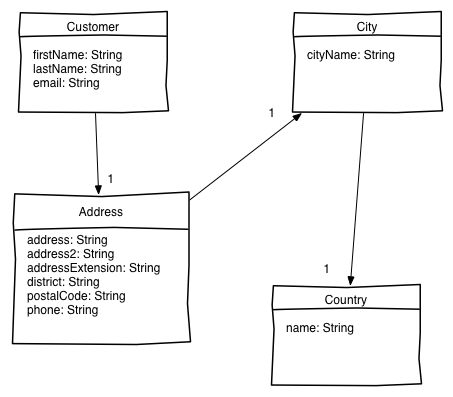 Customer
firstName: String
lastName: String
email: String
City
cityName: String
1
1
Address
address: String
address2: String
addressExtension: String
district: String
postalCode: String
phone: String
1
Country
name: String